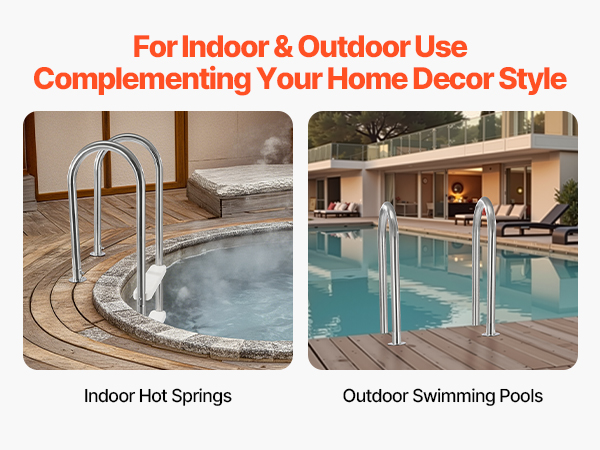 For Indoor & Outdoor Use
Complementing Your Home Decor Style
Indoor Hot Springs
Outdoor Swimming Pools